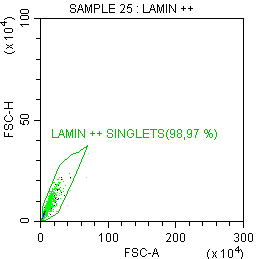 SAMPLE 25 : LAMIN ++
(x 10⁴)
100
FSC-H
50
LAMIN ++ SINGLETS(98,97 %)
0
0 100 200 300
FSC-A (x 10⁴)